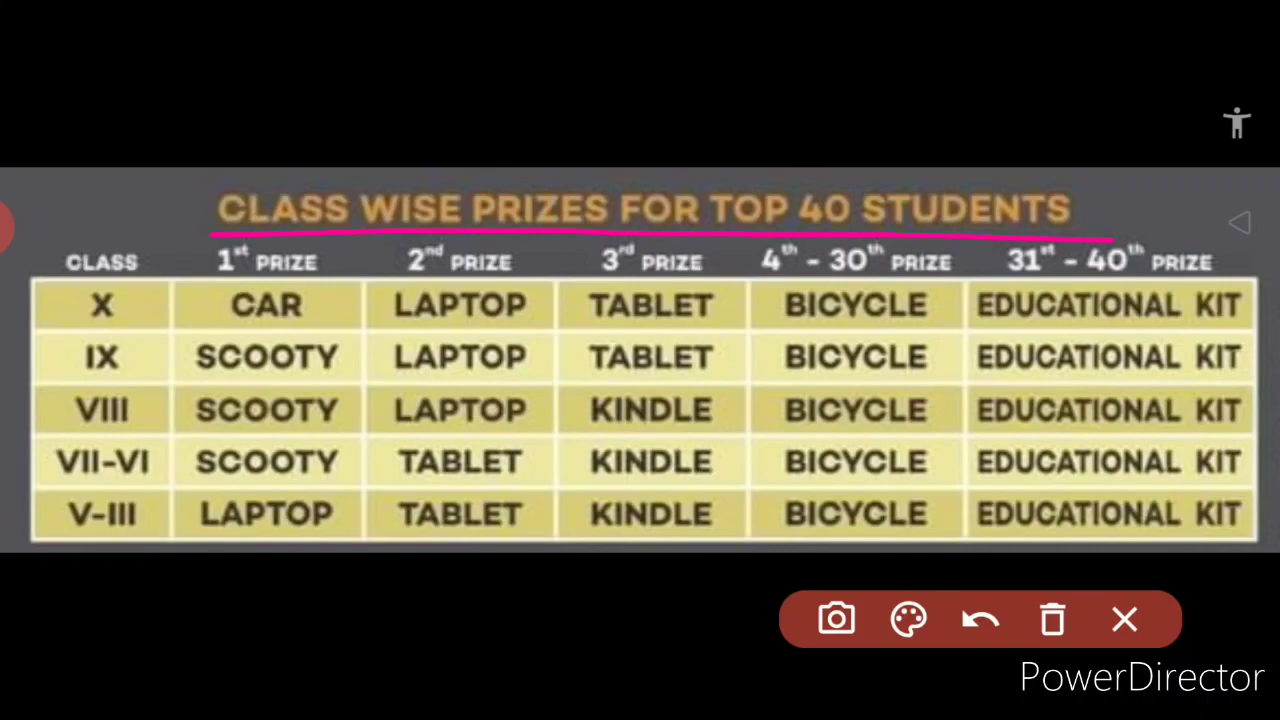 CLASS WISE PRIZES FOR TOP 40 STUDENTS
CLASS 1st PRIZE 2nd PRIZE 3rd PRIZE 4th - 30th PRIZE 31st - 40th PRIZE
X CAR LAPTOP TABLET BICYCLE EDUCATIONAL KIT
IX SCOOTY LAPTOP TABLET BICYCLE EDUCATIONAL KIT
VIII SCOOTY LAPTOP KINDLE BICYCLE EDUCATIONAL KIT
VII-VI SCOOTY TABLET KINDLE BICYCLE EDUCATIONAL KIT
V-III LAPTOP TABLET KINDLE BICYCLE EDUCATIONAL KIT
PowerDirector